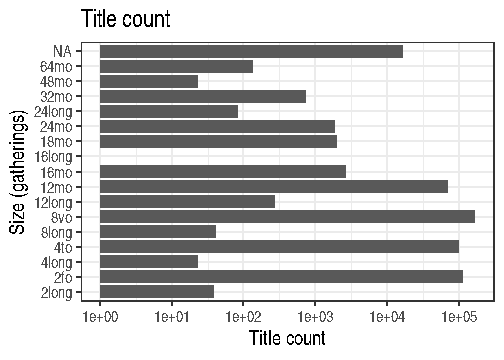 Title count
NA
64mo
48mo
32mo
24long
24mo
18mo
16long
16mo
12mo
12long
8vo
8long
4to
4long
2fo
2long
Size (gatherings)
1e+00 1e+01 1e+02 1e+03 1e+04 1e+05
Title count